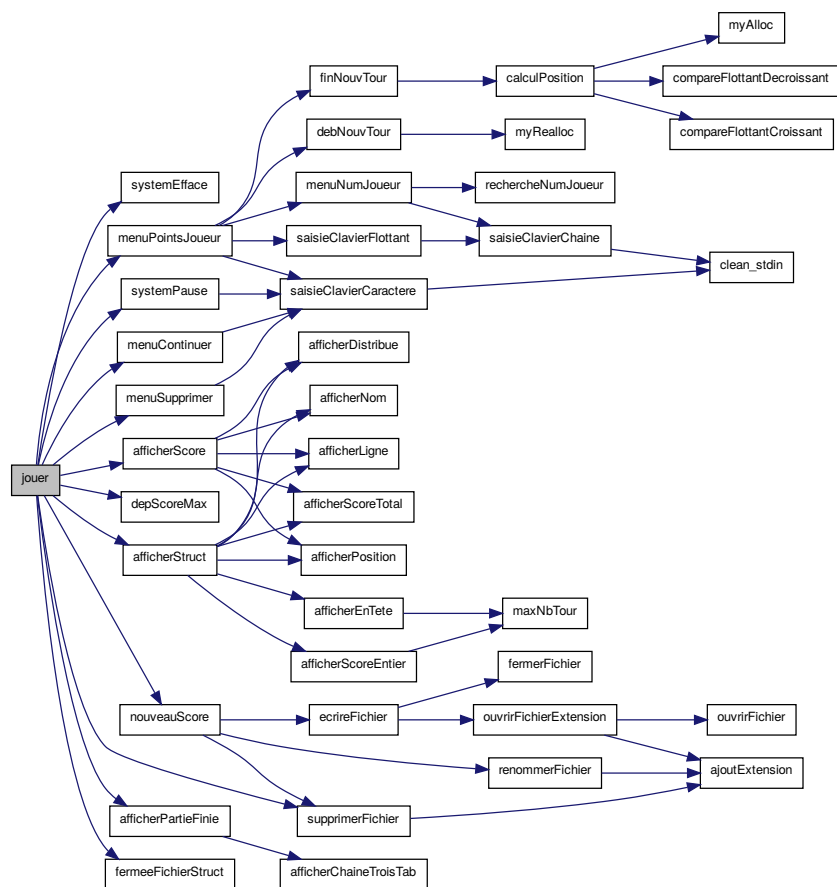 myAlloc
finNouvTour
calculPosition
compareFlottantDecroissant
debNouvTour
myRealloc
compareFlottantCroissant
systemEfface
menuNumJoueur
rechercheNumJoueur
menuPointsJoueur
saisieClavierFlottant
saisieClavierChaine
clean_stdin
systemPause
saisieClavierCaractere
menuContinuer
afficherDistribue
menuSupprimer
afficherNom
afficherScore
afficherLigne
jouer
depScoreMax
afficherScoreTotal
afficherStruct
afficherPosition
afficherEnTete
maxNbTour
afficherScoreEntier
fermerFichier
nouveauScore
ecrireFichier
ouvrirFichierExtension
ouvrirFichier
renommerFichier
ajoutExtension
afficherPartieFinie
supprimerFichier
fermeeFichierStruct
afficherChaineTroisTab